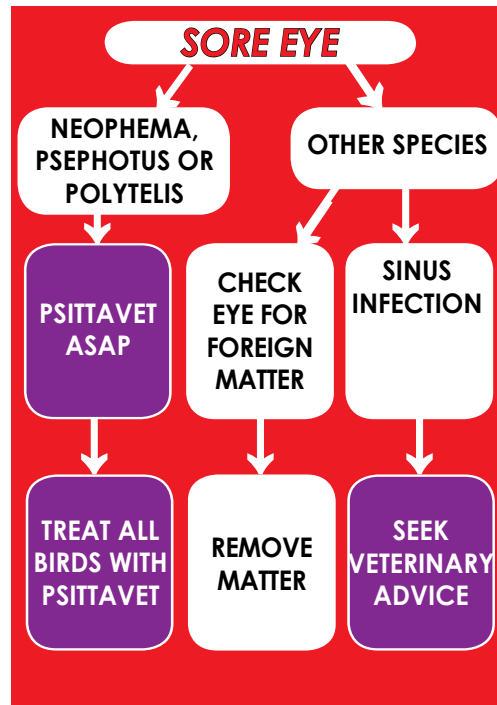 SORE EYE
NEOPHEMA,
PSEPHOTUS OR
POLYTELIS
OTHER SPECIES
PSITTAVET
ASAP
CHECK
EYE FOR
FOREIGN
MATTER
SINUS
INFECTION
TREAT ALL
BIRDS WITH
PSITTAVET
REMOVE
MATTER
SEEK
VETERINARY
ADVICE